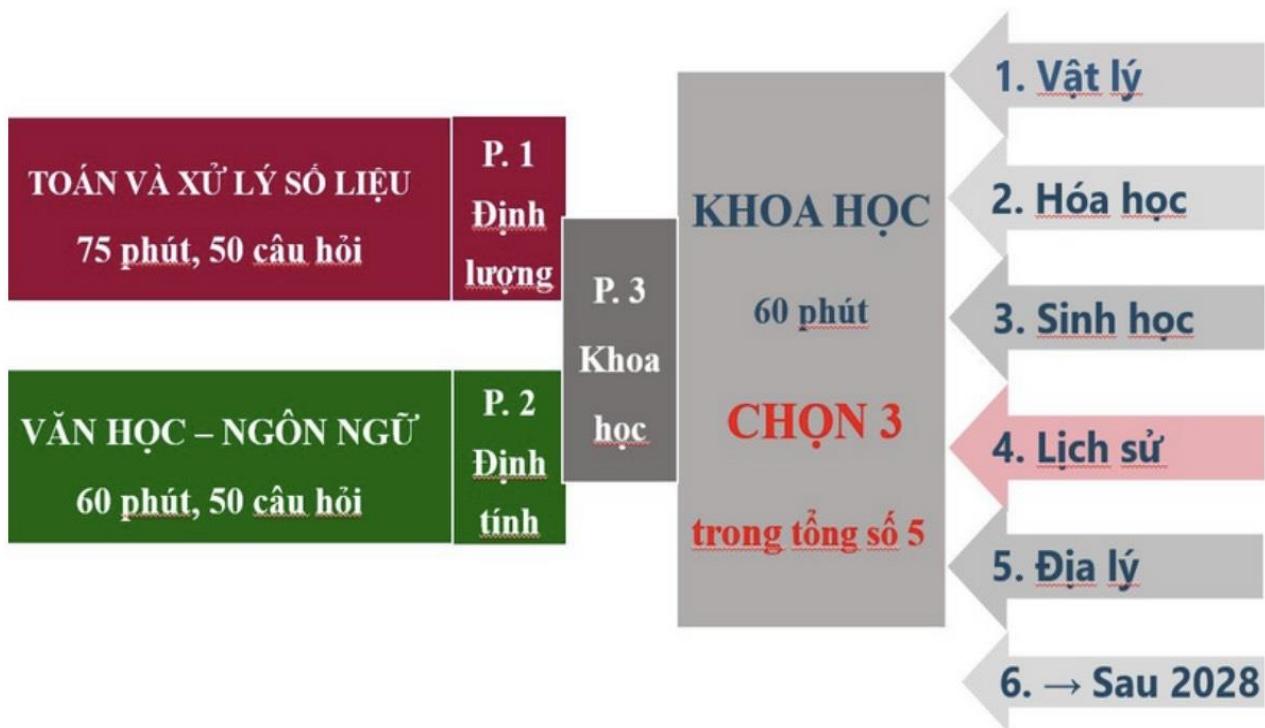 TOÁN VÀ XỬ LÝ SỐ LIỆU
75 phút, 50 câu hỏi
P. 1
Định
lượng
VĂN HỌC – NGÔN NGỮ
60 phút, 50 câu hỏi
P. 2
Định
tính
P. 3
Khoa
học
KHOA HỌC
60 phút
CHỌN 3
trong tổng số 5
1. Vật lý
2. Hóa học
3. Sinh học
4. Lịch sử
5. Địa lý
6. → Sau 2028